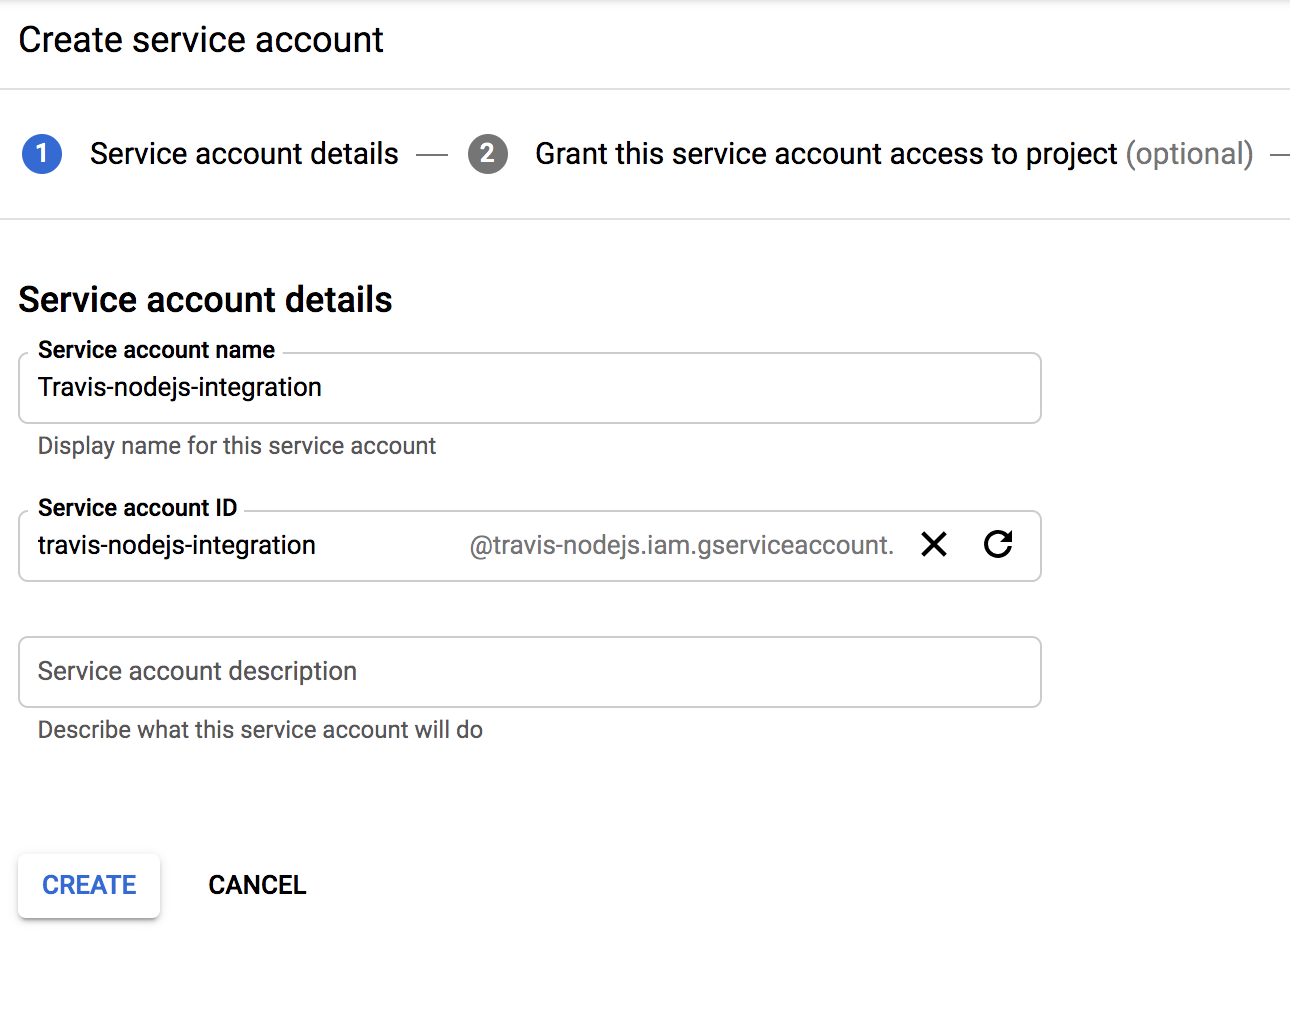 Create service account
1 Service account details — 2 Grant this service account access to project (optional) —
Service account details
Service account name
Travis-nodejs-integration
Display name for this service account
Service account ID
travis-nodejs-integration @travis-nodejs.iam.gserviceaccount.
Service account description
Describe what this service account will do
CREATE CANCEL